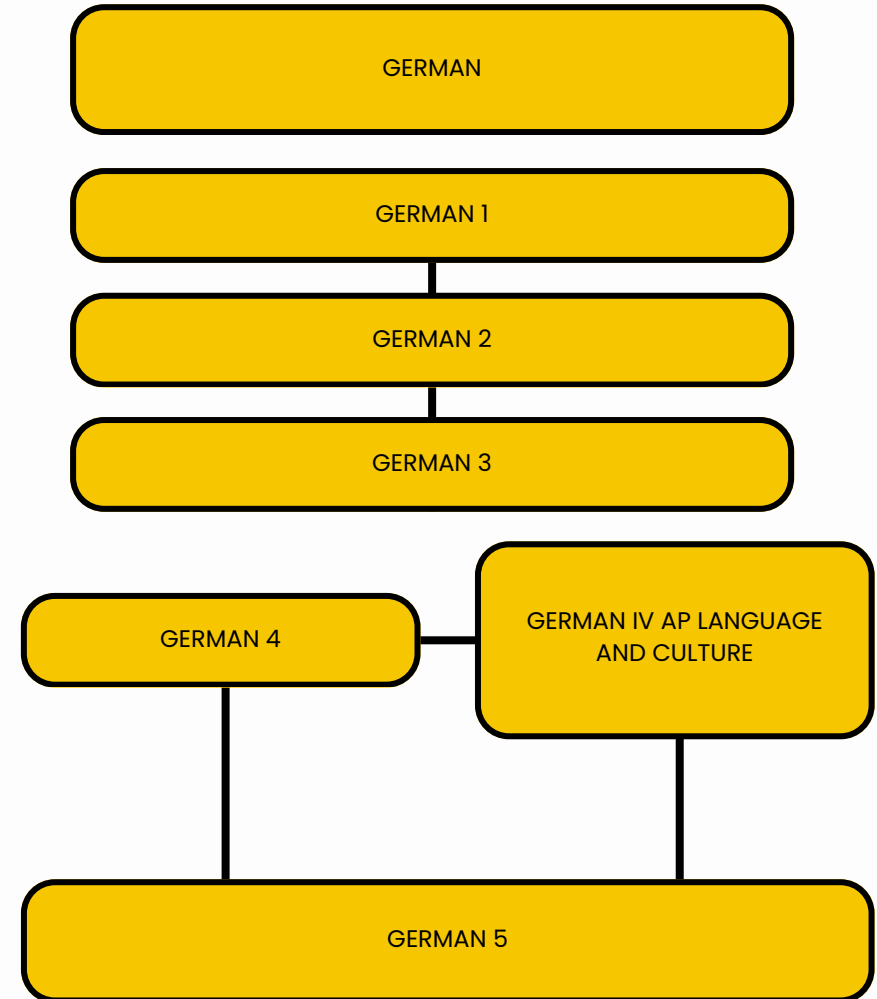 GERMAN
GERMAN 1
GERMAN 2
GERMAN 3
GERMAN 4
GERMAN IV AP LANGUAGE
AND CULTURE
GERMAN 5